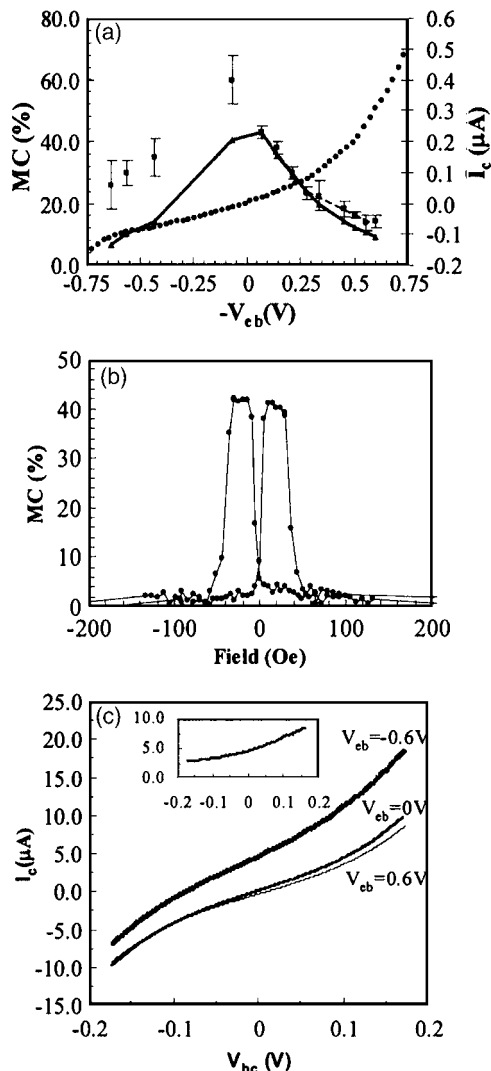 (a)
80.0
60.0
40.0
20.0
0.0
MC (%)
0.6
0.5
0.4
0.3
0.2
0.1
0.0
-0.1
-0.2
I̅c (μA)
-0.75 -0.5 -0.25 0 0.25 0.5 0.75
-Veb(V)
(b)
50
40
30
20
10
0
MC (%)
-200 -100 0 100 200
Field (Oe)
(c)
25.0
20.0
15.0
10.0
5.0
0.0
-5.0
-10.0
-15.0
Ic(μA)
10.0
5.0
0.0
-0.2 -0.1 0 0.1 0.2
Veb=-0.6V
Veb=0V
Veb=0.6V
-0.2 -0.1 0 0.1 0.2
Vbc (V)